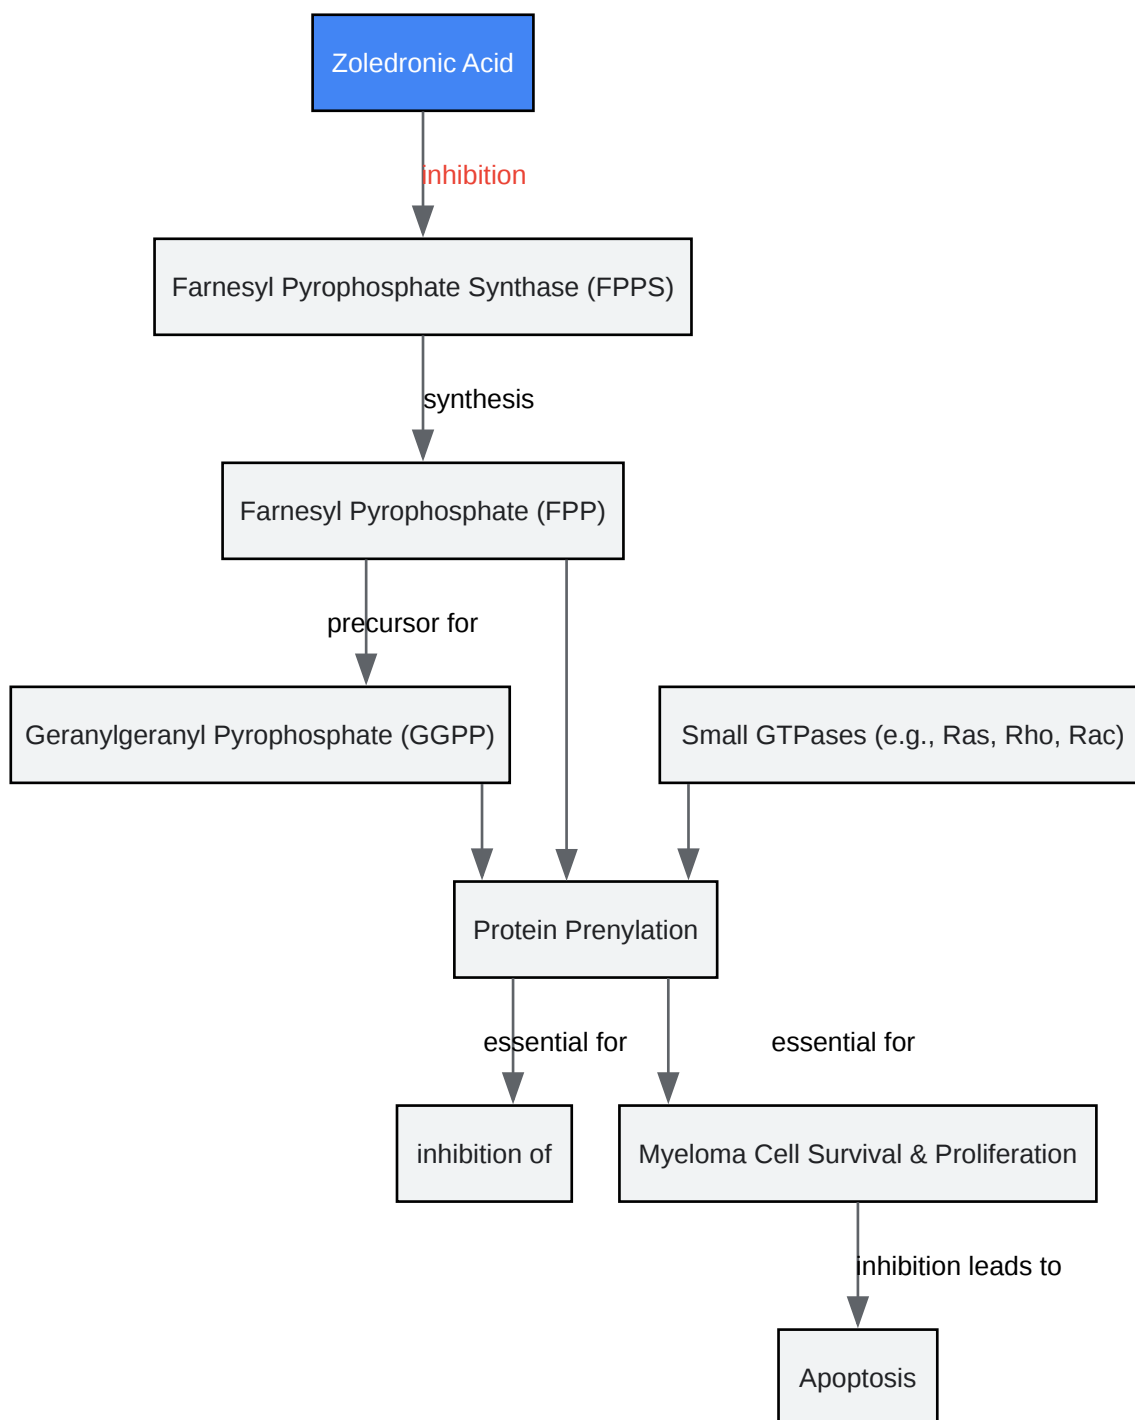 Zoledronic Acid
inhibition
Farnesyl Pyrophosphate Synthase (FPPS)
synthesis
Farnesyl Pyrophosphate (FPP)
precursor for
Geranylgeranyl Pyrophosphate (GGPP)
Small GTPases (e.g., Ras, Rho, Rac)
Protein Prenylation
essential for
essential for
inhibition of
Myeloma Cell Survival & Proliferation
inhibition leads to
Apoptosis